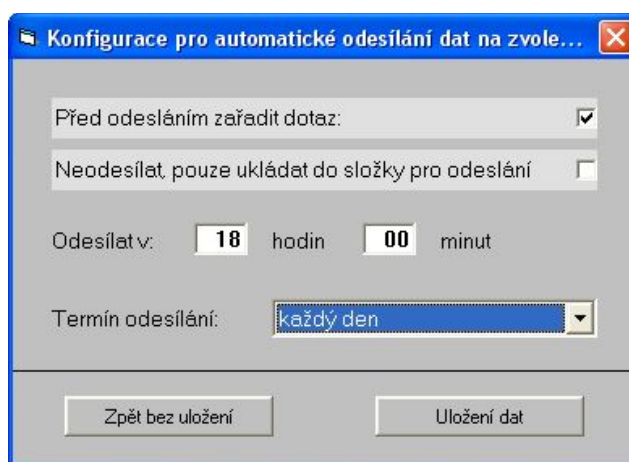 Konfigurace pro automatické odesílání dat na zvole...
Před odesláním zařadit dotaz:
Neodesílat, pouze ukládat do složky pro odeslání
Odesílat v: 18 hodin 00 minut
Termín odesílání: každý den
Zpět bez uložení Uložení dat